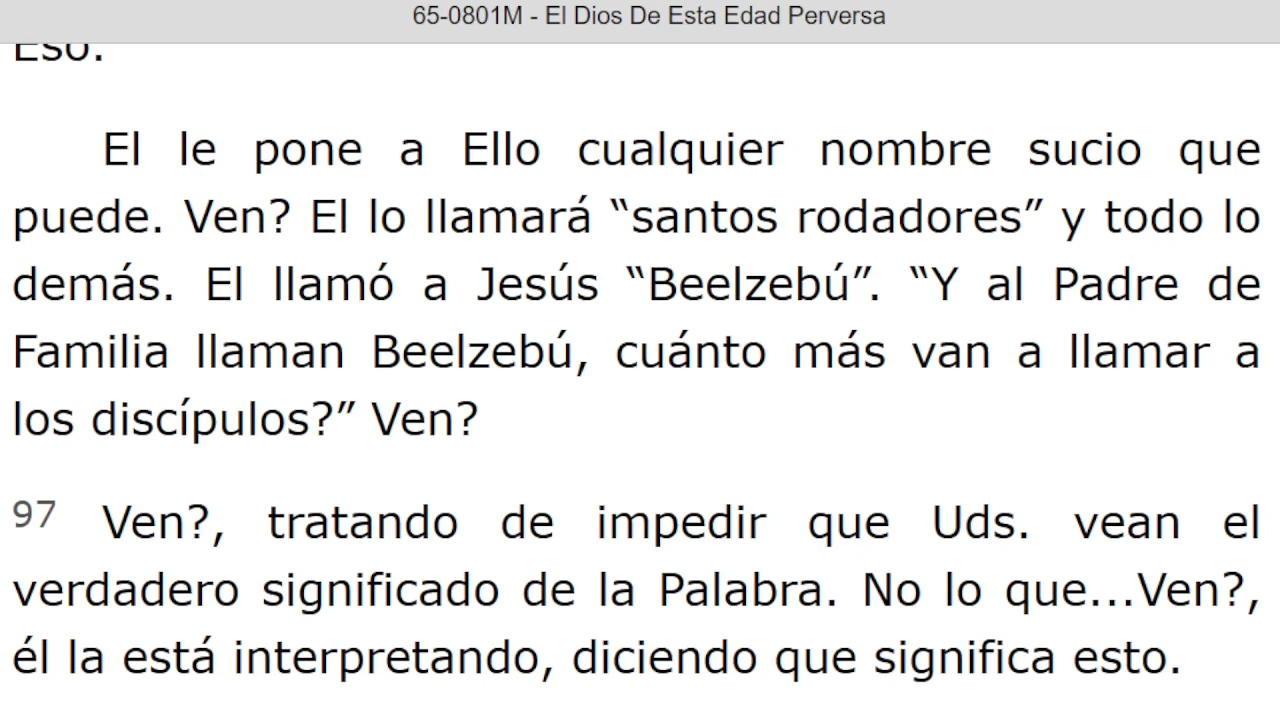 65-0801M - El Dios De Esta Edad Perversa
Eso.
El le pone a Ello cualquier nombre sucio que
puede. Ven? El lo llamará “santos rodadores” y todo lo
demás. El llamó a Jesús “Beelzebú”. “Y al Padre de
Familia llaman Beelzebú, cuánto más van a llamar a
los discípulos?” Ven?
97 Ven?, tratando de impedir que Uds. vean el
verdadero significado de la Palabra. No lo que...Ven?,
él la está interpretando, diciendo que significa esto.